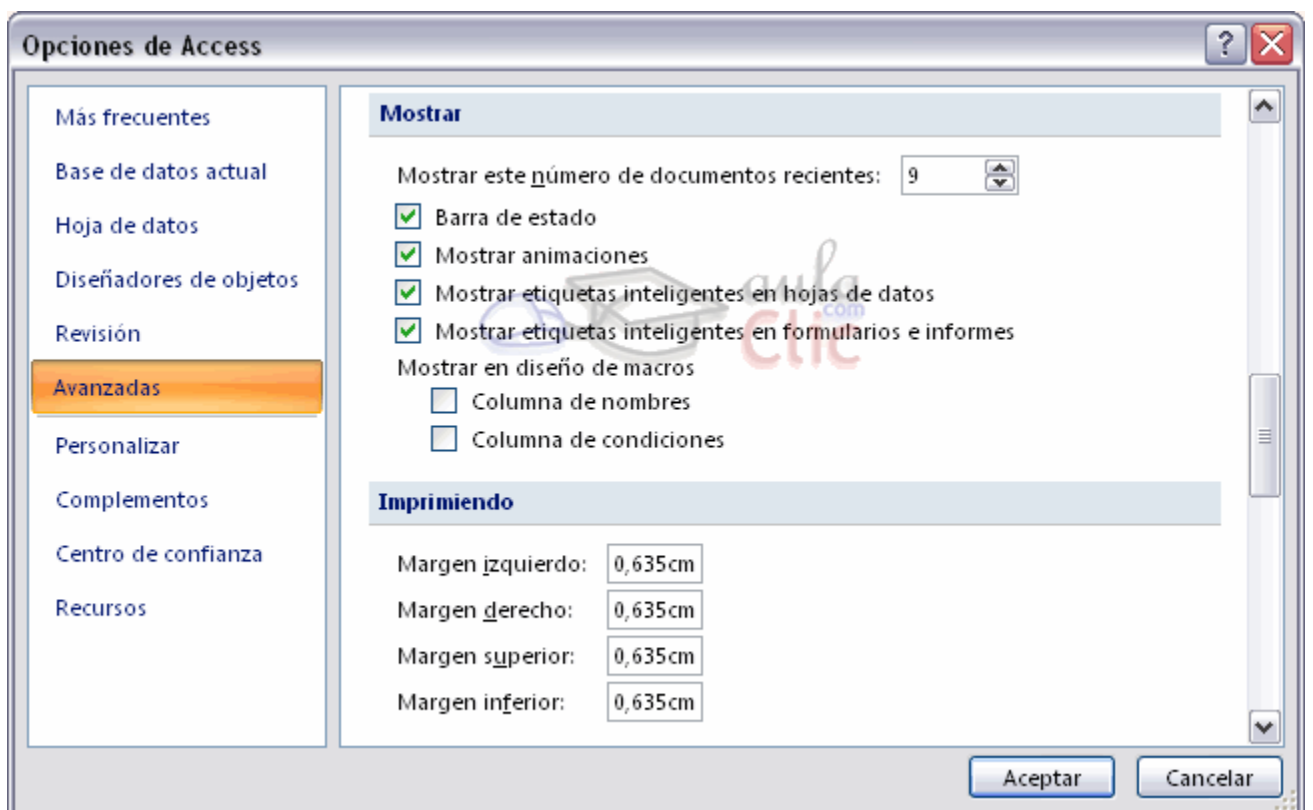 Opciones de Access
Más frecuentes
Base de datos actual
Hoja de datos
Diseñadores de objetos
Revisión
Avanzadas
Personalizar
Complementos
Centro de confianza
Recursos
Mostrar
Mostrar este número de documentos recientes: 9
Barra de estado
Mostrar animaciones
Mostrar etiquetas inteligentes en hojas de datos
Mostrar etiquetas inteligentes en formularios e informes
Mostrar en diseño de macros
Columna de nombres
Columna de condiciones
Imprimiendo
Margen izquierdo: 0,635cm
Margen derecho: 0,635cm
Margen superior: 0,635cm
Margen inferior: 0,635cm
Aceptar Cancelar
aula
.com
Clic